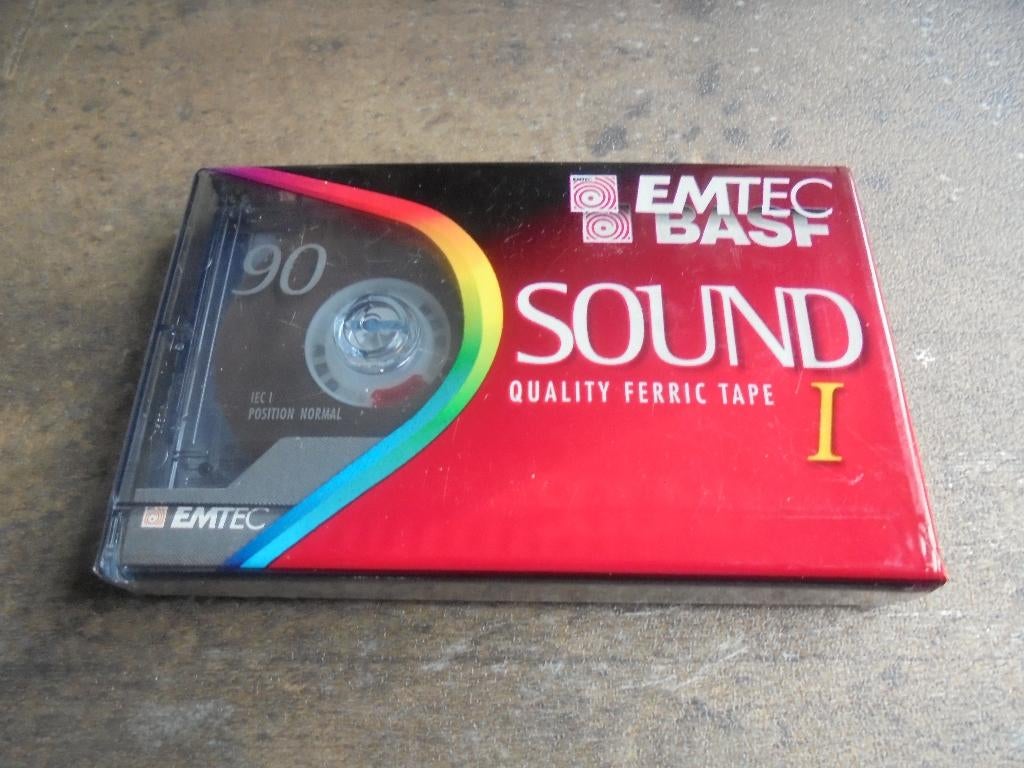 EMTEC
BASF
90
SOUND
QUALITY FERRIC TAPE
I
IEC I
POSITION NORMAL
EMTEC